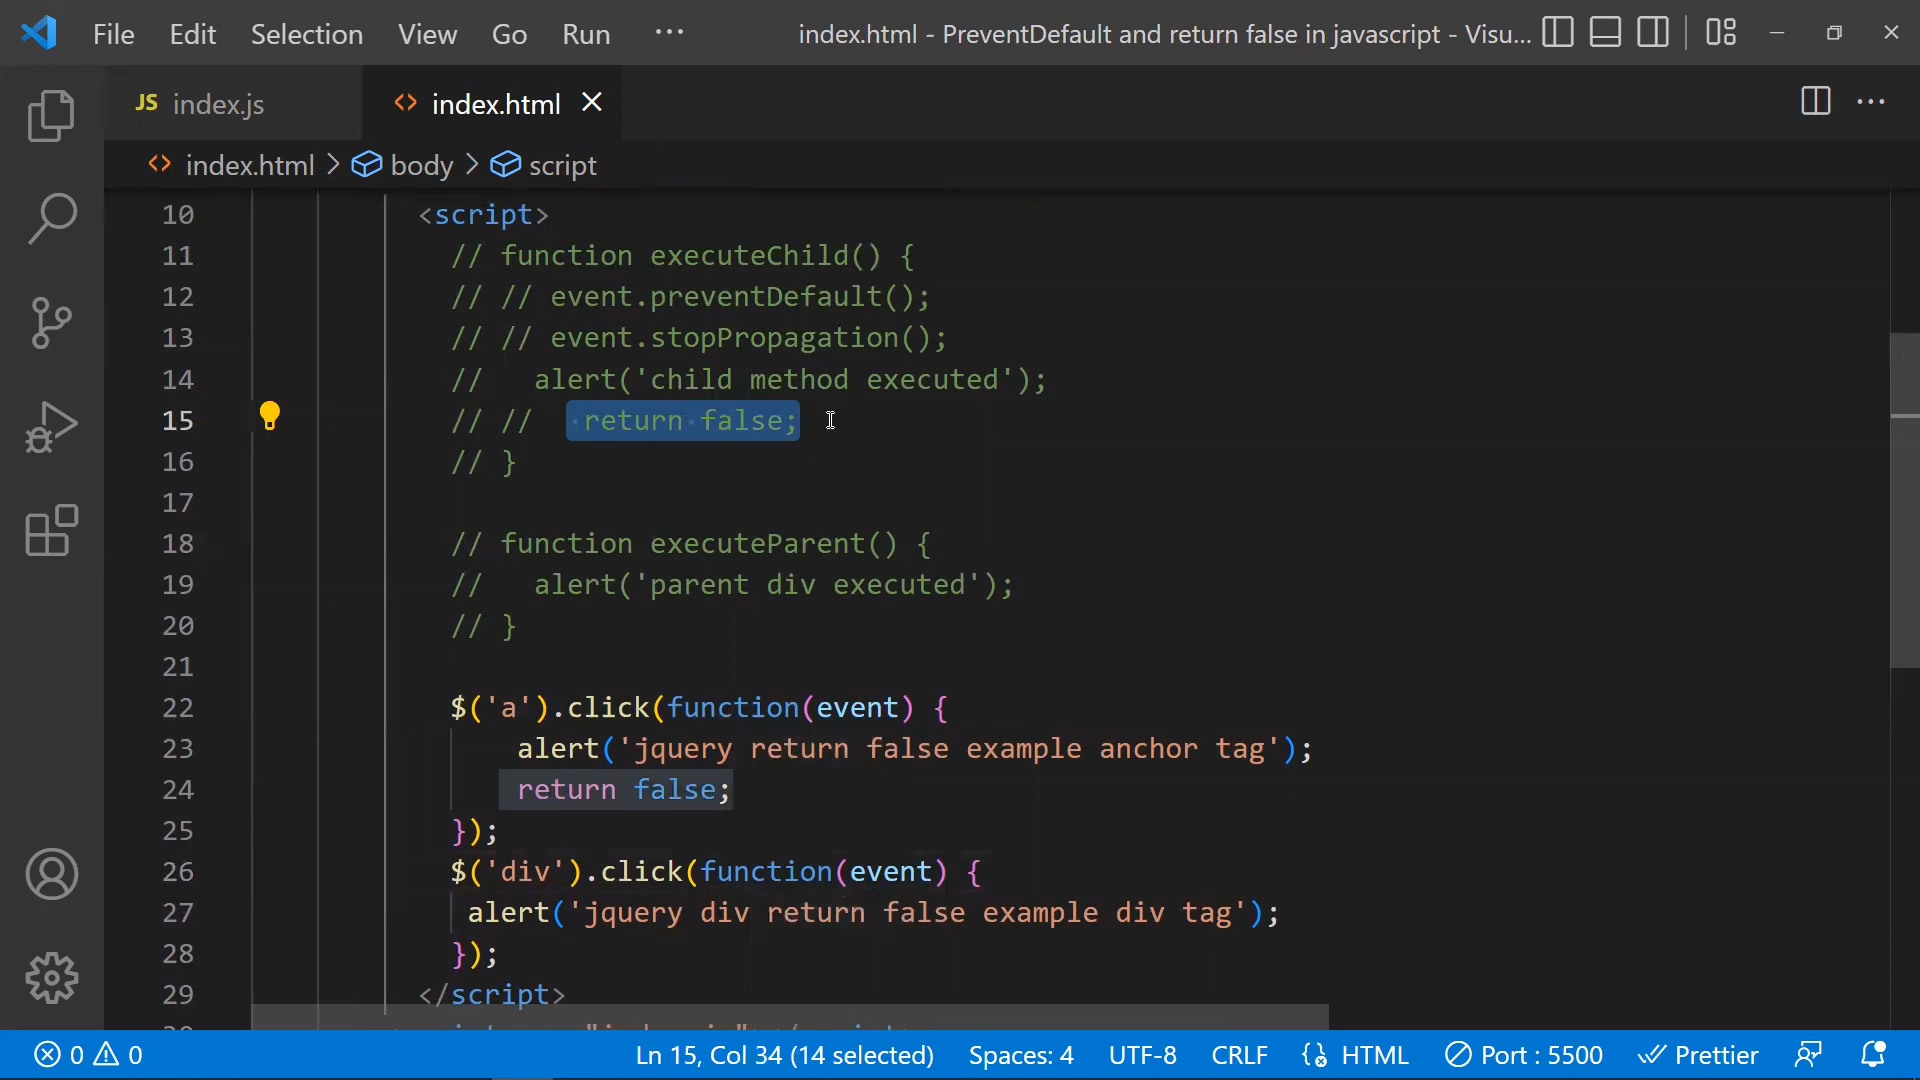 File Edit Selection View Go Run ··· index.html - PreventDefault and return false in javascript - Visu...
JS index.js <> index.html
<> index.html > body > script
10 <script>
11 // function executeChild() {
12 // // event.preventDefault();
13 // // event.stopPropagation();
14 //   alert('child method executed');
15 // //   return false;
16 // }
17
18 // function executeParent() {
19 //   alert('parent div executed');
20 // }
21
22 $('a').click(function(event) {
23 alert('jquery return false example anchor tag');
24 return false;
25 });
26 $('div').click(function(event) {
27 alert('jquery div return false example div tag');
28 });
29 </script>
0 0 Ln 15, Col 34 (14 selected) Spaces: 4 UTF-8 CRLF HTML Port : 5500 Prettier